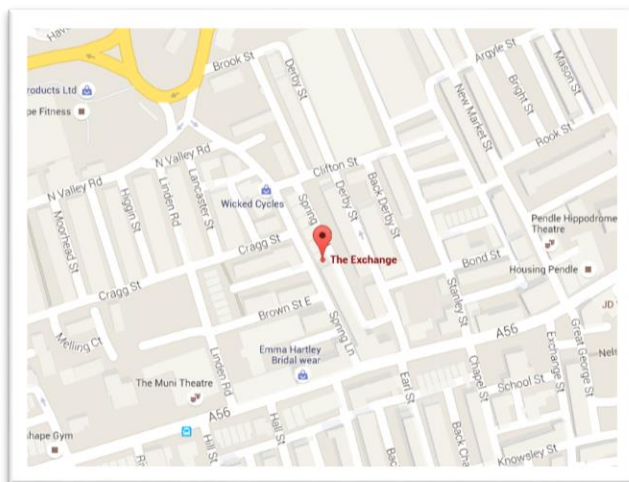 Brook St
Derby St
Argyle St
Mason St
Bright St
roducts Ltd
pe Fitness
New Market St
Rook St
N Valley Rd
Clifton St
N Valley Rd
Lancaster St
Linden Rd
Higgin St
Moorhead St
Wicked Cycles
Spring
Derby St
Back Derby St
Pendle Hippodrome
Theatre
Cragg St
The Exchange
Bond St
Housing Pendle
Cragg St
Stanley St
Brown St E
JD
Melling Ct
Spring Ln
A56
Emma Hartley
Bridal wear
Linden Rd
Chapel St
Exchange St
Great George St
Nels
The Muni Theatre
Earl St
School St
A56
Hall St
Hill St
hape Gym
Back Cha
Knowsley St